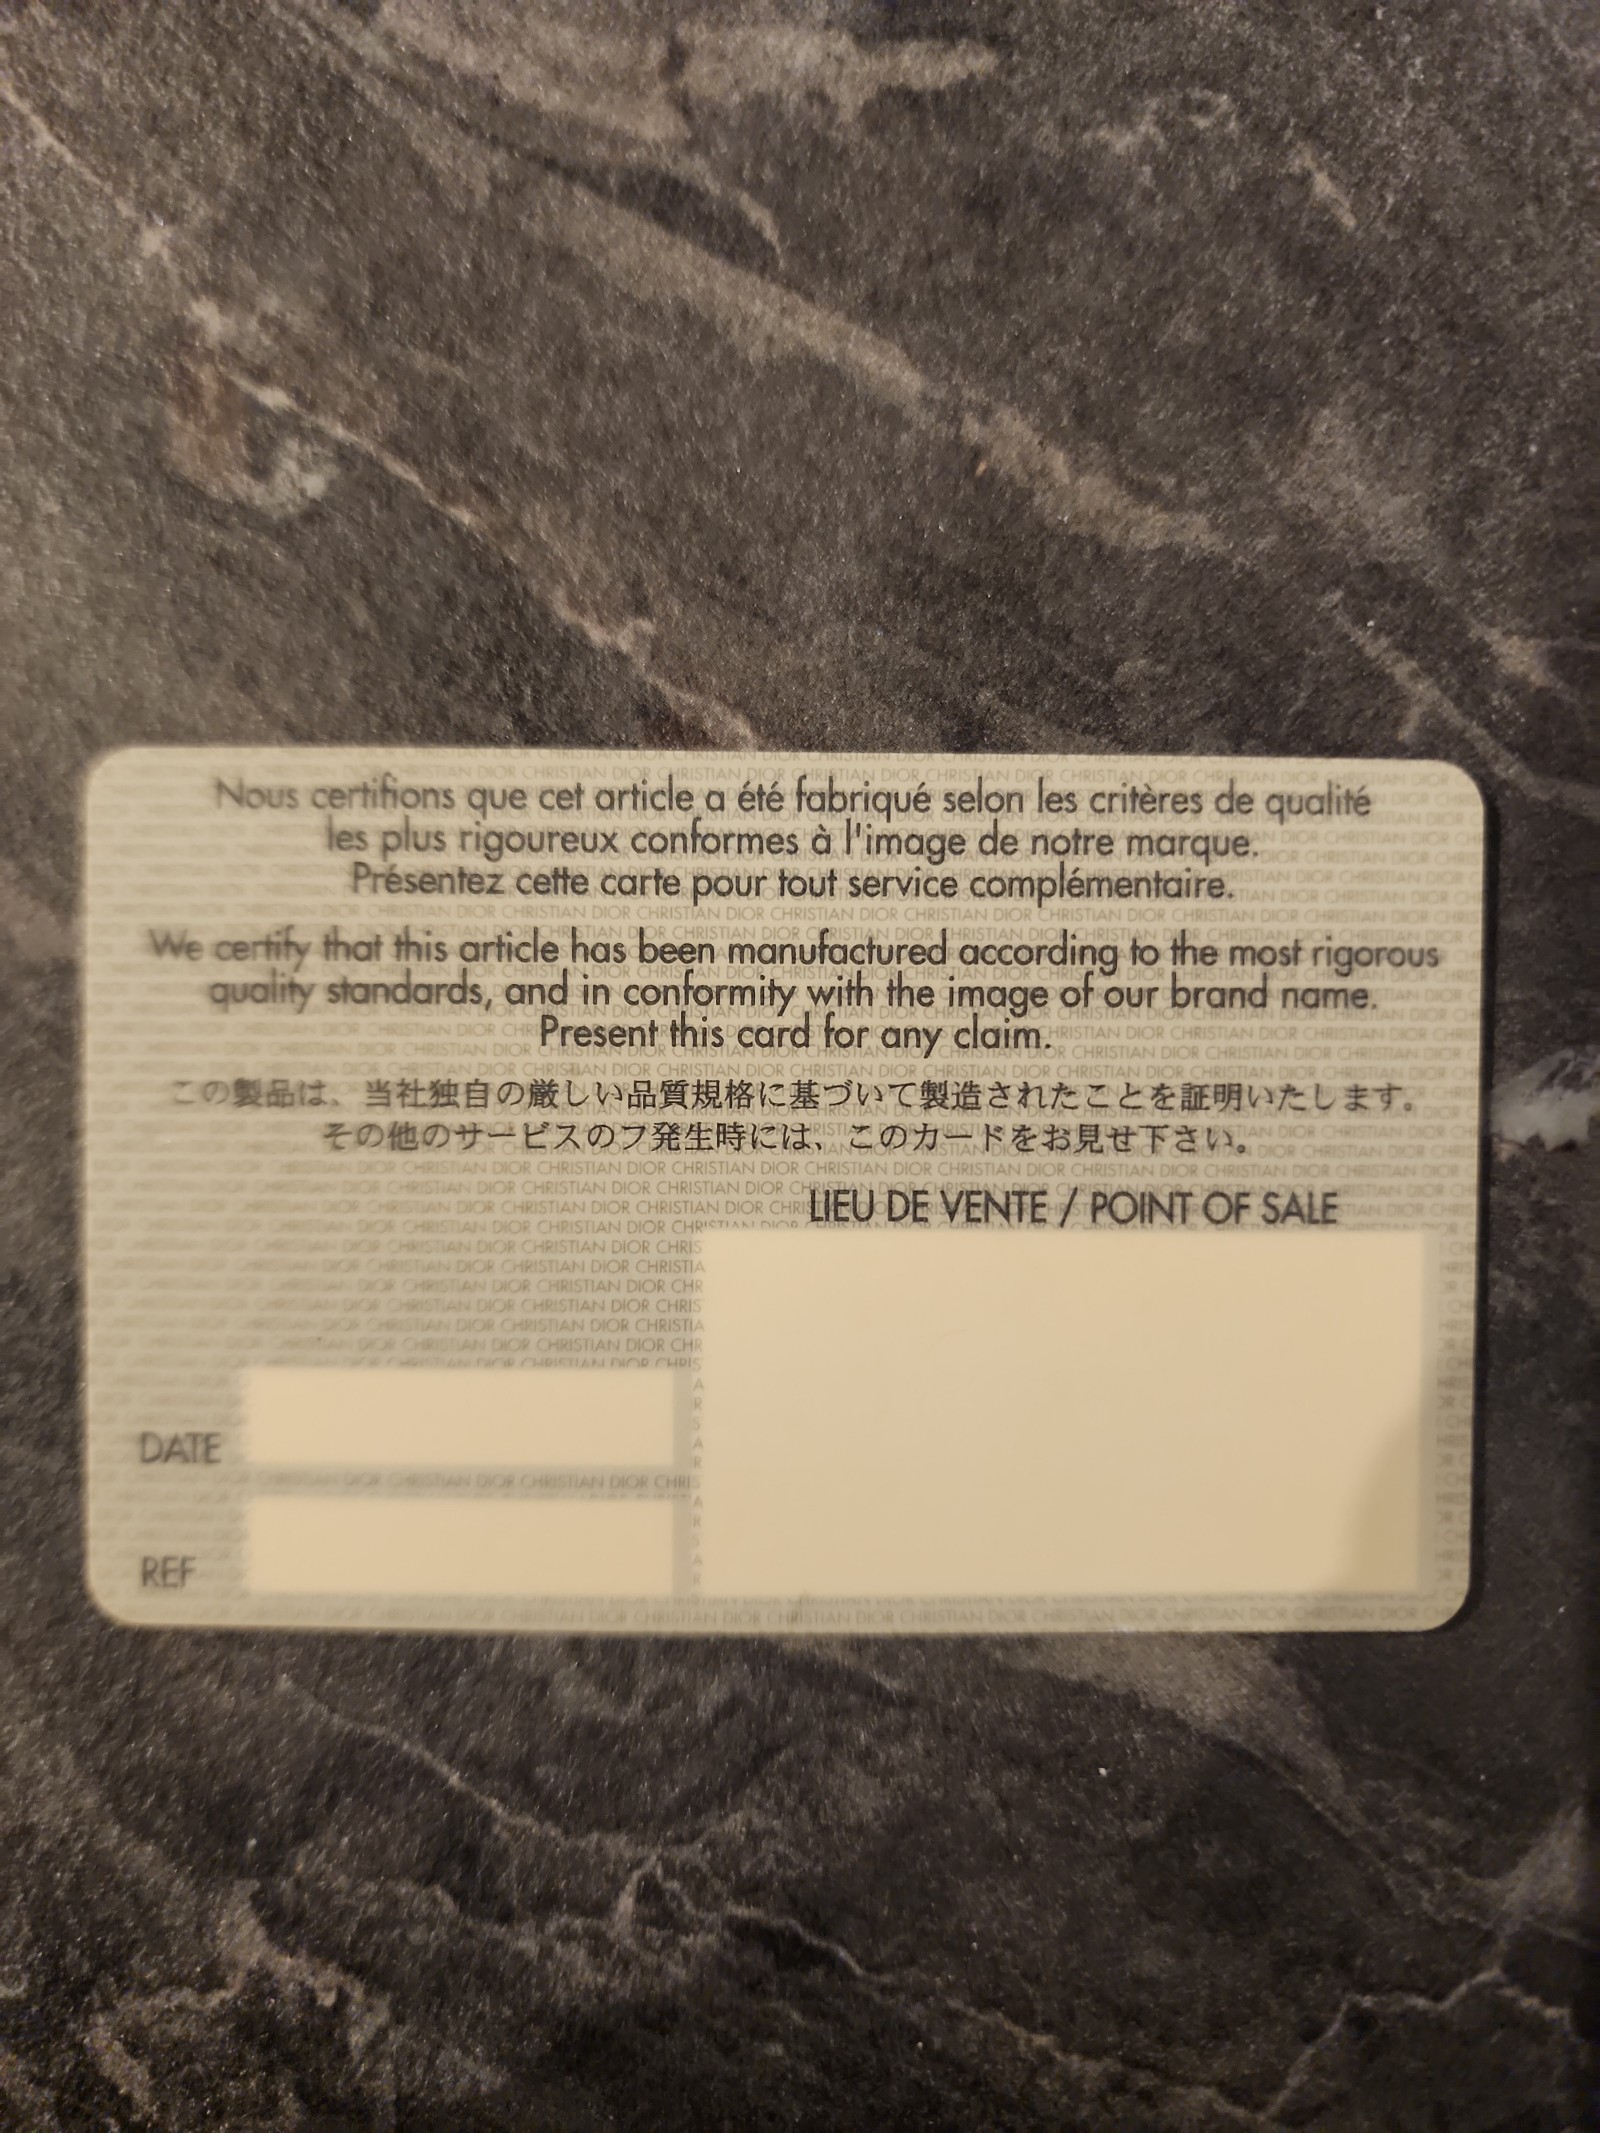 Nous certifions que cet article a été fabriqué selon les critères de qualité
les plus rigoureux conformes à l'image de notre marque.
Présentez cette carte pour tout service complémentaire.
We certify that this article has been manufactured according to the most rigorous
quality standards, and in conformity with the image of our brand name.
Present this card for any claim.
この製品は、当社独自の厳しい品質規格に基づいて製造されたことを証明いたします。
その他のサービスのフ発生時には、このカードをお見せ下さい。
LIEU DE VENTE / POINT OF SALE
DATE
CHRISTIAN DIOR CHRISTIAN DIOR
REF